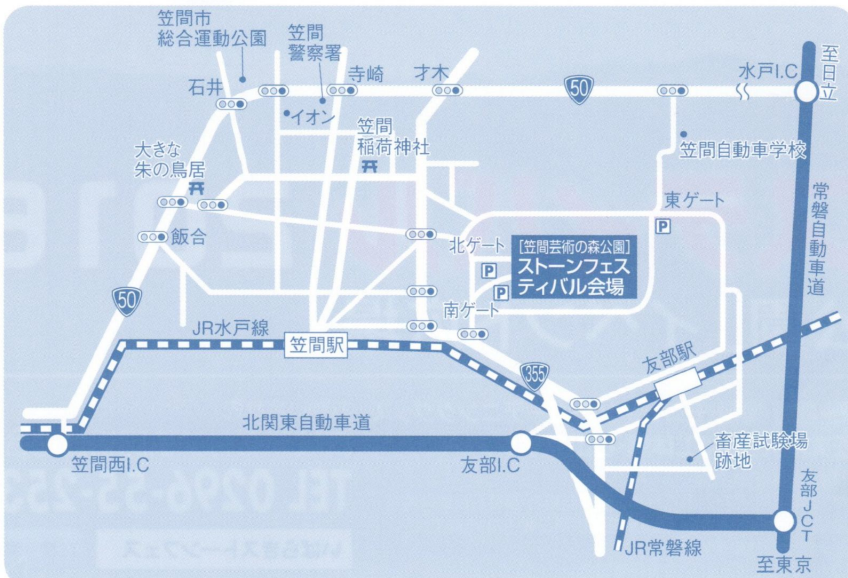 笠間市
総合運動公園
笠間
警察署
石井
寺崎
才木
50
水戸I.C
至日立
イオン
笠間
稲荷神社
笠間自動車学校
大きな
朱の鳥居
東ゲート
P
常磐自動車道
飯合
北ゲート
P
P
[笠間芸術の森公園]
ストーンフェス
ティバル会場
南ゲート
50
JR水戸線
笠間駅
355
友部駅
北関東自動車道
笠間西I.C
友部I.C
畜産試験場
跡地
友部JCT
JR常磐線
至東京